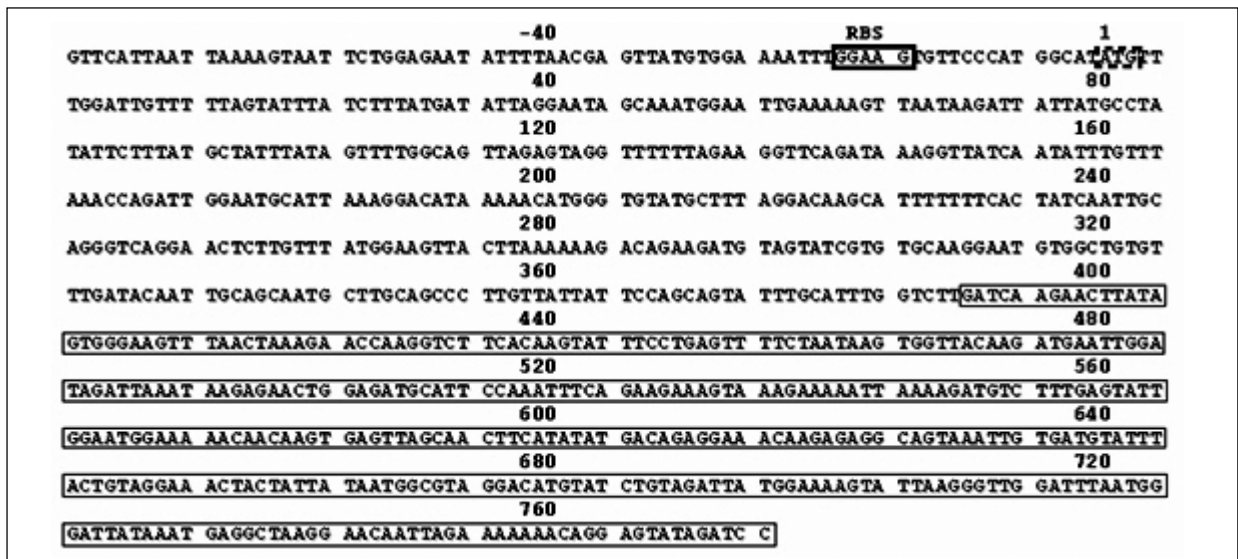 -40 RBS 1
GTTCATTAAT TAAAAGTAAT TCTGGAGAAT ATTTTAACGA GTTATGTGGA AAATTTGGAA GTGTTCCCAT GGCATATGTT
40 80
TGGATTGTTT TTAGTATTTA TCTTTATGAT ATTAGGAATA GCAAATGGAA TTGAAAAAGT TAATAAGATT ATTATGCCTA
120 160
TATTCTTTAT GCTATTTATA GTTTTGGCAG TTAGAGTAGG TTTTTTAGAA GGTTCAGATA AAGGTTATCA ATATTTGTTT
200 240
AAACCAGATT GGAATGCATT AAAGGACATA AAAACATGGG TGTATGCTTT AGGACAAGCA TTTTTTTCAC TATCAATTGC
280 320
AGGGTCAGGA ACTCTTGTTT ATGGAAGTTA CTTAAAAAAG ACAGAAGATG TAGTATCGTG TGCAAGGAAT GTGGCTGTGT
360 400
TTGATACAAT TGCAGCAATG CTTGCAGCCC TTGTTATTAT TCCAGCAGTA TTTGCATTTG GTCTTGATCA AGAACTTATA
440 480
GTGGGAAGTT TAACTAAAGA ACCAAGGTCT TCACAAGTAT TTCCTGAGTT TTCTAATAAG TGGTTACAAG ATGAATTGGA
520 560
TAGATTAAAT AAGAGAACTG GAGATGCATT CCAAATTTCA GAAGAAAGTA AAGAAAAATT AAAAGATGTC TTTGAGTATT
600 640
GGAATGGAAA AACAACAAGT GAGTTAGCAA CTTCATATAT GACAGAGGAA ACAAGAGAGG CAGTAAATTG TGATGTATTT
680 720
ACTGTAGGAA ACTACTATTA TAATGGCGTA GGACATGTAT CTGTAGATTA TGGAAAAGTA TTAAGGGTTG GATTTAATGG
760
GATTATAAAT GAGGCTAAGG AACAATTAGA AAAAAACAGG AGTATAGATC C